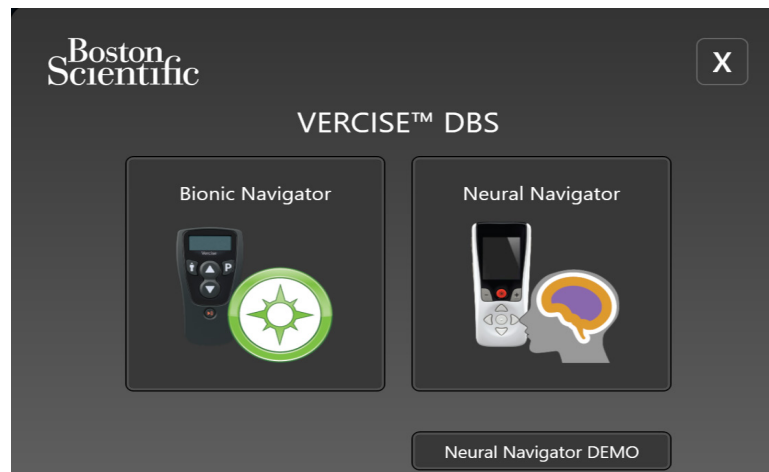 Boston
Scientific
X
VERCISE™ DBS
Bionic Navigator
Neural Navigator
P
Neural Navigator DEMO